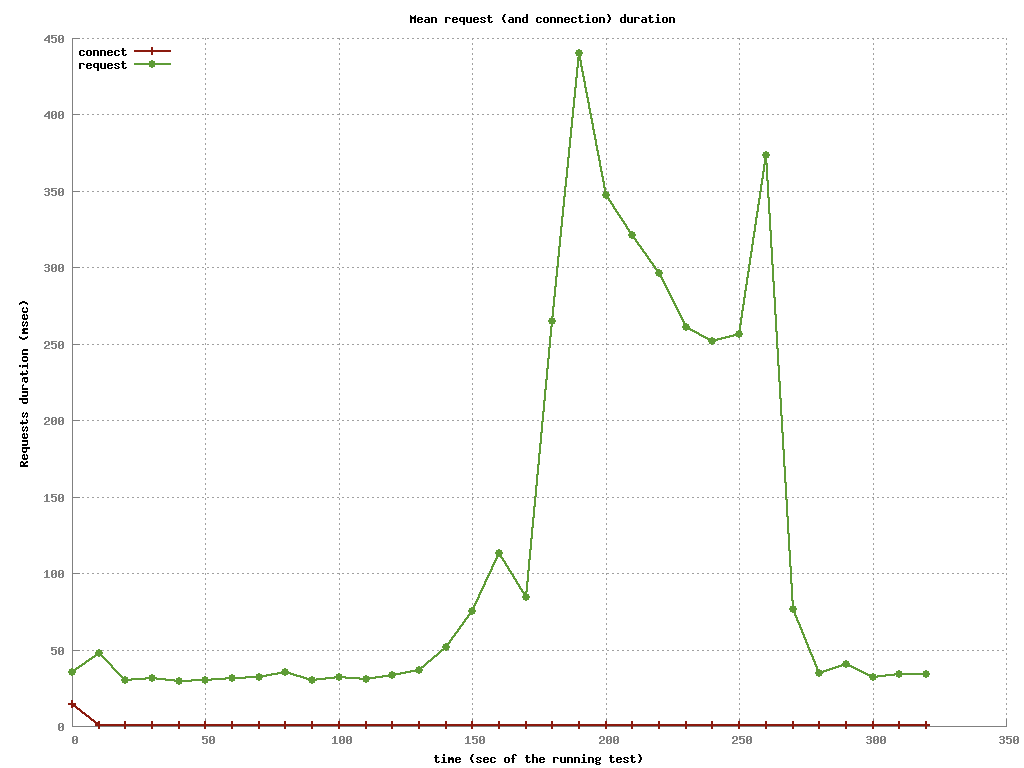 Mean request (and connection) duration
connect
request
450
400
350
300
250
200
150
100
50
0
Requests duration (msec)
0 50 100 150 200 250 300 350
time (sec of the running test)